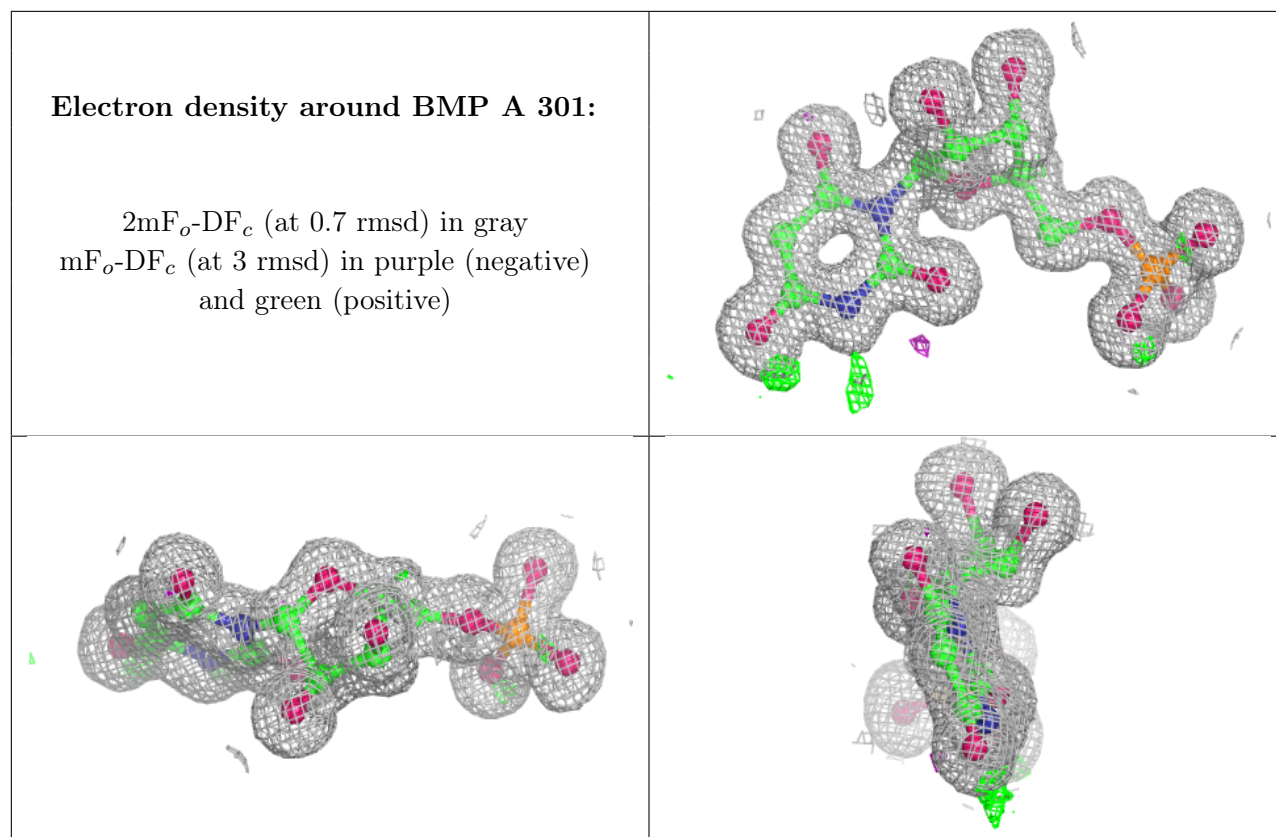 Electron density around BMP A 301:
2mFo-DFc (at 0.7 rmsd) in gray
mFo-DFc (at 3 rmsd) in purple (negative)
and green (positive)